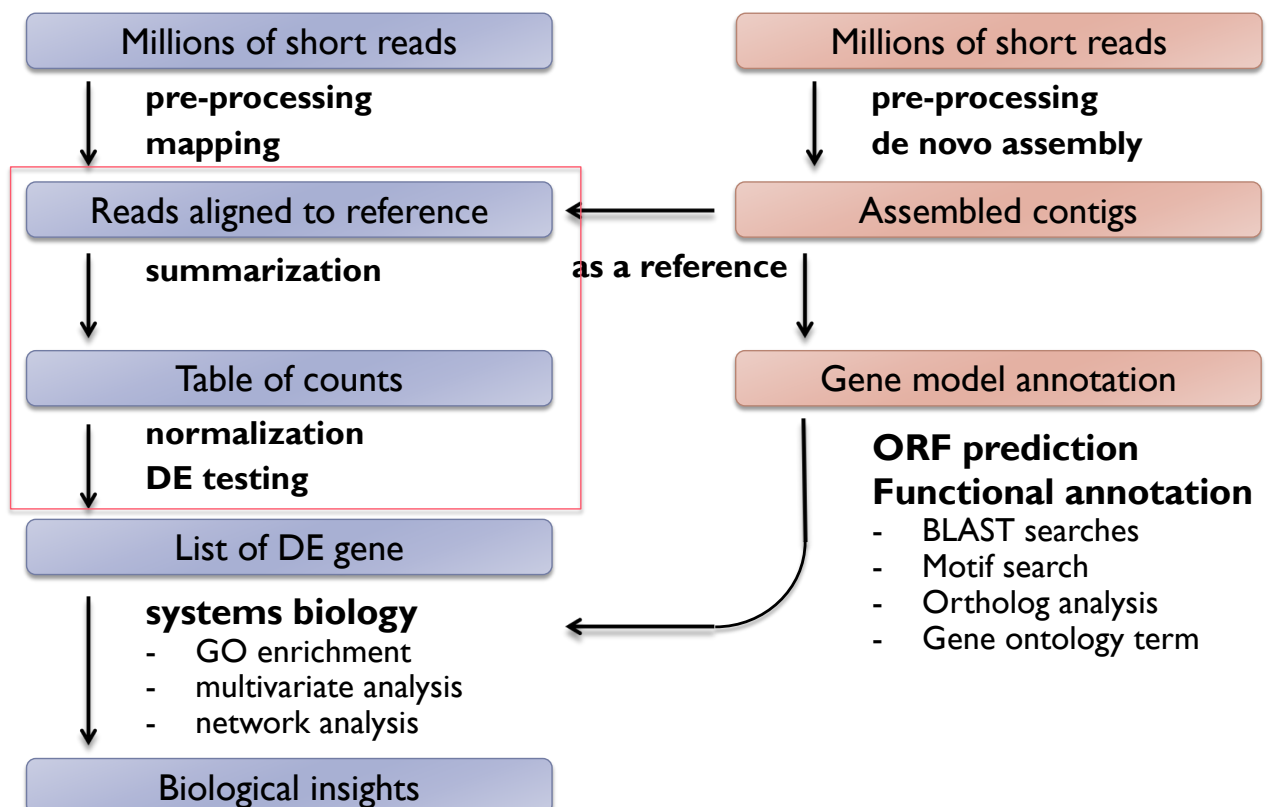 Millions of short reads
pre-processing
mapping
Reads aligned to reference
summarization
Table of counts
normalization
DE testing
List of DE gene
systems biology
- GO enrichment
- multivariate analysis
- network analysis
Biological insights
Millions of short reads
pre-processing
de novo assembly
Assembled contigs
as a reference
Gene model annotation
ORF prediction
Functional annotation
- BLAST searches
- Motif search
- Ortholog analysis
- Gene ontology term